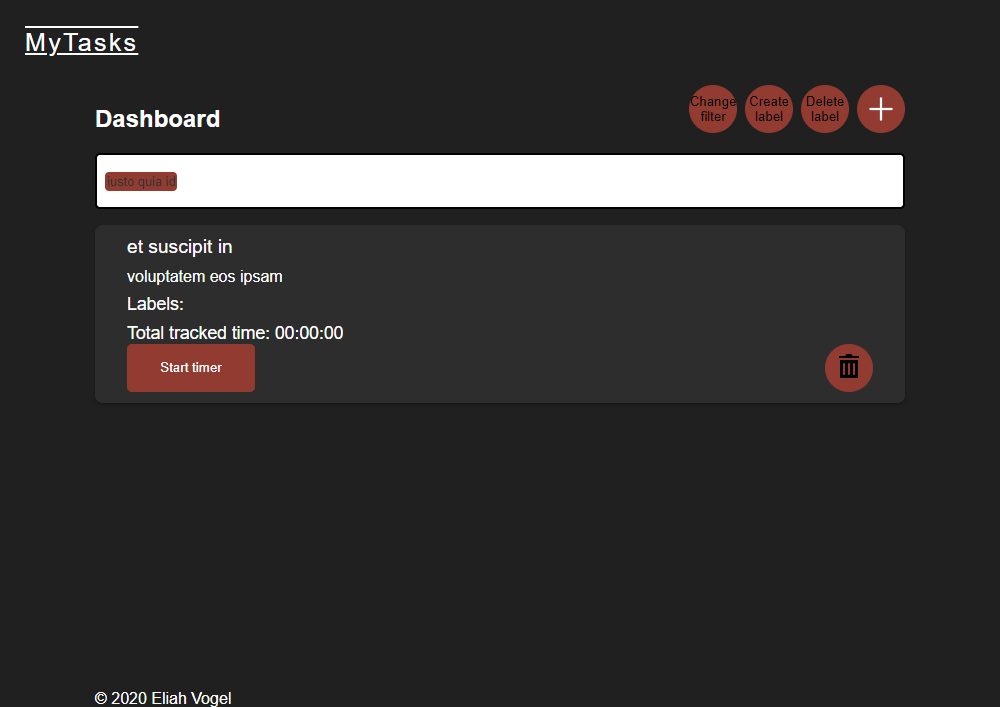 MyTasks
Dashboard
Change
filter
Create
label
Delete
label
iusto quia id
et suscipit in
voluptatem eos ipsam
Labels:
Total tracked time: 00:00:00
Start timer
© 2020 Eliah Vogel